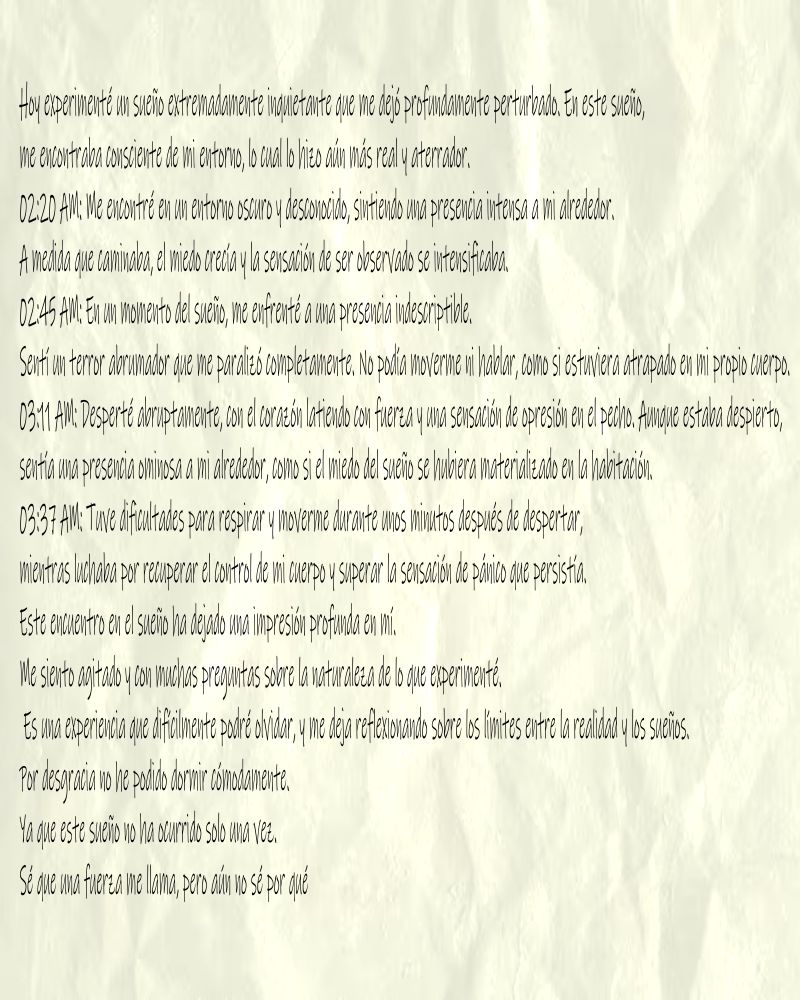 Hoy experimenté un sueño extremadamente inquietante que me dejó profundamente perturbado. En este sueño,
me encontraba consciente de mi entorno, lo cual lo hizo aún más real y aterrador.
02:20 AM: Me encontré en un entorno oscuro y desconocido, sintiendo una presencia intensa a mi alrededor.
A medida que caminaba, el miedo crecía y la sensación de ser observado se intensificaba.
02:45 AM: En un momento del sueño, me enfrenté a una presencia indescriptible.
Sentí un terror abrumador que me paralizó completamente. No podía moverme ni hablar, como si estuviera atrapado en mi propio cuerpo.
03:11 AM: Desperté abruptamente, con el corazón latiendo con fuerza y una sensación de opresión en el pecho. Aunque estaba despierto,
sentía una presencia ominosa a mi alrededor, como si el miedo del sueño se hubiera materializado en la habitación.
03:37 AM: Tuve dificultades para respirar y moverme durante unos minutos después de despertar,
mientras luchaba por recuperar el control de mi cuerpo y superar la sensación de pánico que persistía.
Este encuentro en el sueño ha dejado una impresión profunda en mí.
Me siento agitado y con muchas preguntas sobre la naturaleza de lo que experimenté.
Es una experiencia que difícilmente podré olvidar, y me deja reflexionando sobre los límites entre la realidad y los sueños.
Por desgracia no he podido dormir cómodamente.
Ya que este sueño no ha ocurrido solo una vez.
Sé que una fuerza me llama, pero aún no sé por qué